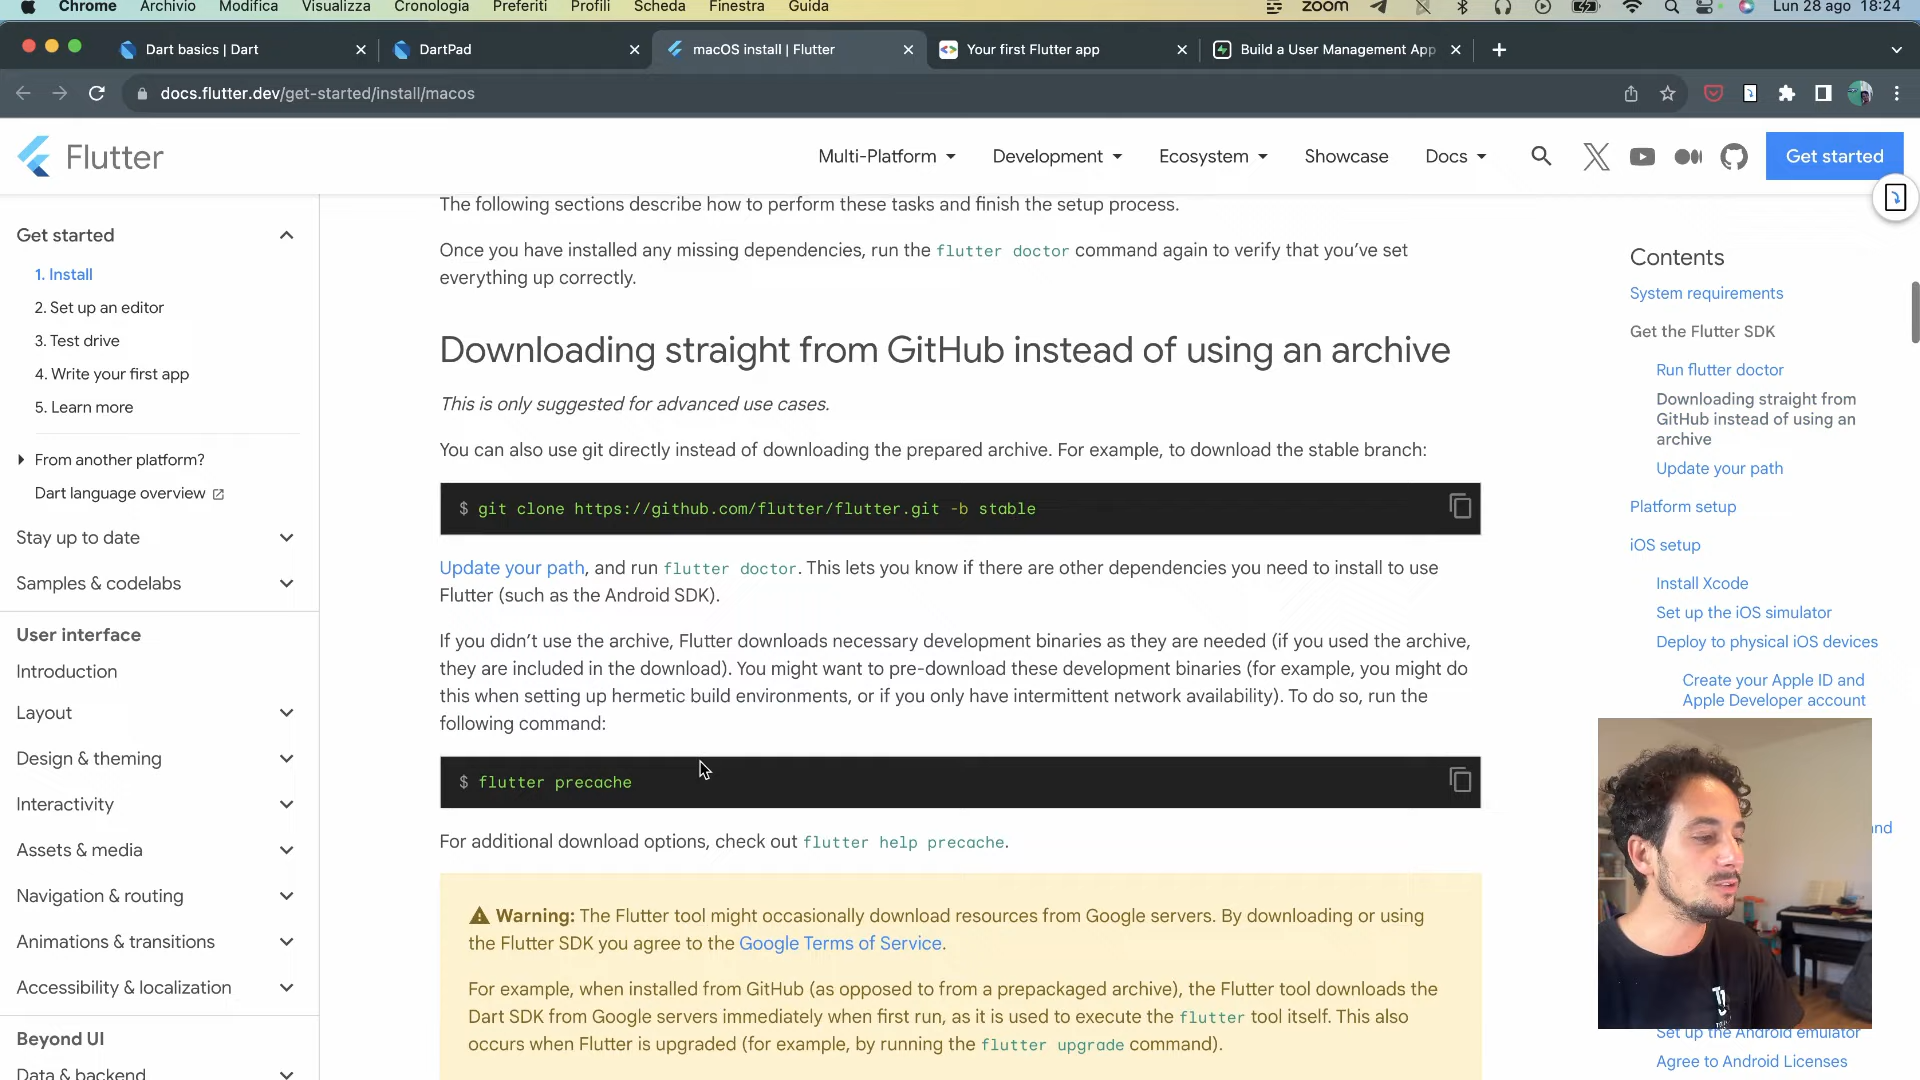 Chrome Archivio Modifica Visualizza Cronologia Preferiti Profili Scheda Finestra Guida zoom Lun 28 ago 18:24
Dart basics | Dart DartPad macOS install | Flutter Your first Flutter app Build a User Management App
docs.flutter.dev/get-started/install/macos
Flutter Multi-Platform Development Ecosystem Showcase Docs Get started
Get started
1. Install
2. Set up an editor
3. Test drive
4. Write your first app
5. Learn more
From another platform?
Dart language overview
Stay up to date
Samples & codelabs
User interface
Introduction
Layout
Design & theming
Interactivity
Assets & media
Navigation & routing
Animations & transitions
Accessibility & localization
Beyond UI
Data & backend
The following sections describe how to perform these tasks and finish the setup process.
Once you have installed any missing dependencies, run the flutter doctor command again to verify that you’ve set
everything up correctly.
Downloading straight from GitHub instead of using an archive
This is only suggested for advanced use cases.
You can also use git directly instead of downloading the prepared archive. For example, to download the stable branch:
$ git clone https://github.com/flutter/flutter.git -b stable
Update your path, and run flutter doctor. This lets you know if there are other dependencies you need to install to use
Flutter (such as the Android SDK).
If you didn’t use the archive, Flutter downloads necessary development binaries as they are needed (if you used the archive,
they are included in the download). You might want to pre-download these development binaries (for example, you might do
this when setting up hermetic build environments, or if you only have intermittent network availability). To do so, run the
following command:
$ flutter precache
For additional download options, check out flutter help precache.
Warning: The Flutter tool might occasionally download resources from Google servers. By downloading or using
the Flutter SDK you agree to the Google Terms of Service.
For example, when installed from GitHub (as opposed to from a prepackaged archive), the Flutter tool downloads the
Dart SDK from Google servers immediately when first run, as it is used to execute the flutter tool itself. This also
occurs when Flutter is upgraded (for example, by running the flutter upgrade command).
Contents
System requirements
Get the Flutter SDK
Run flutter doctor
Downloading straight from
GitHub instead of using an
archive
Update your path
Platform setup
iOS setup
Install Xcode
Set up the iOS simulator
Deploy to physical iOS devices
Create your Apple ID and
Apple Developer account
Set up the Android emulator
Agree to Android Licenses